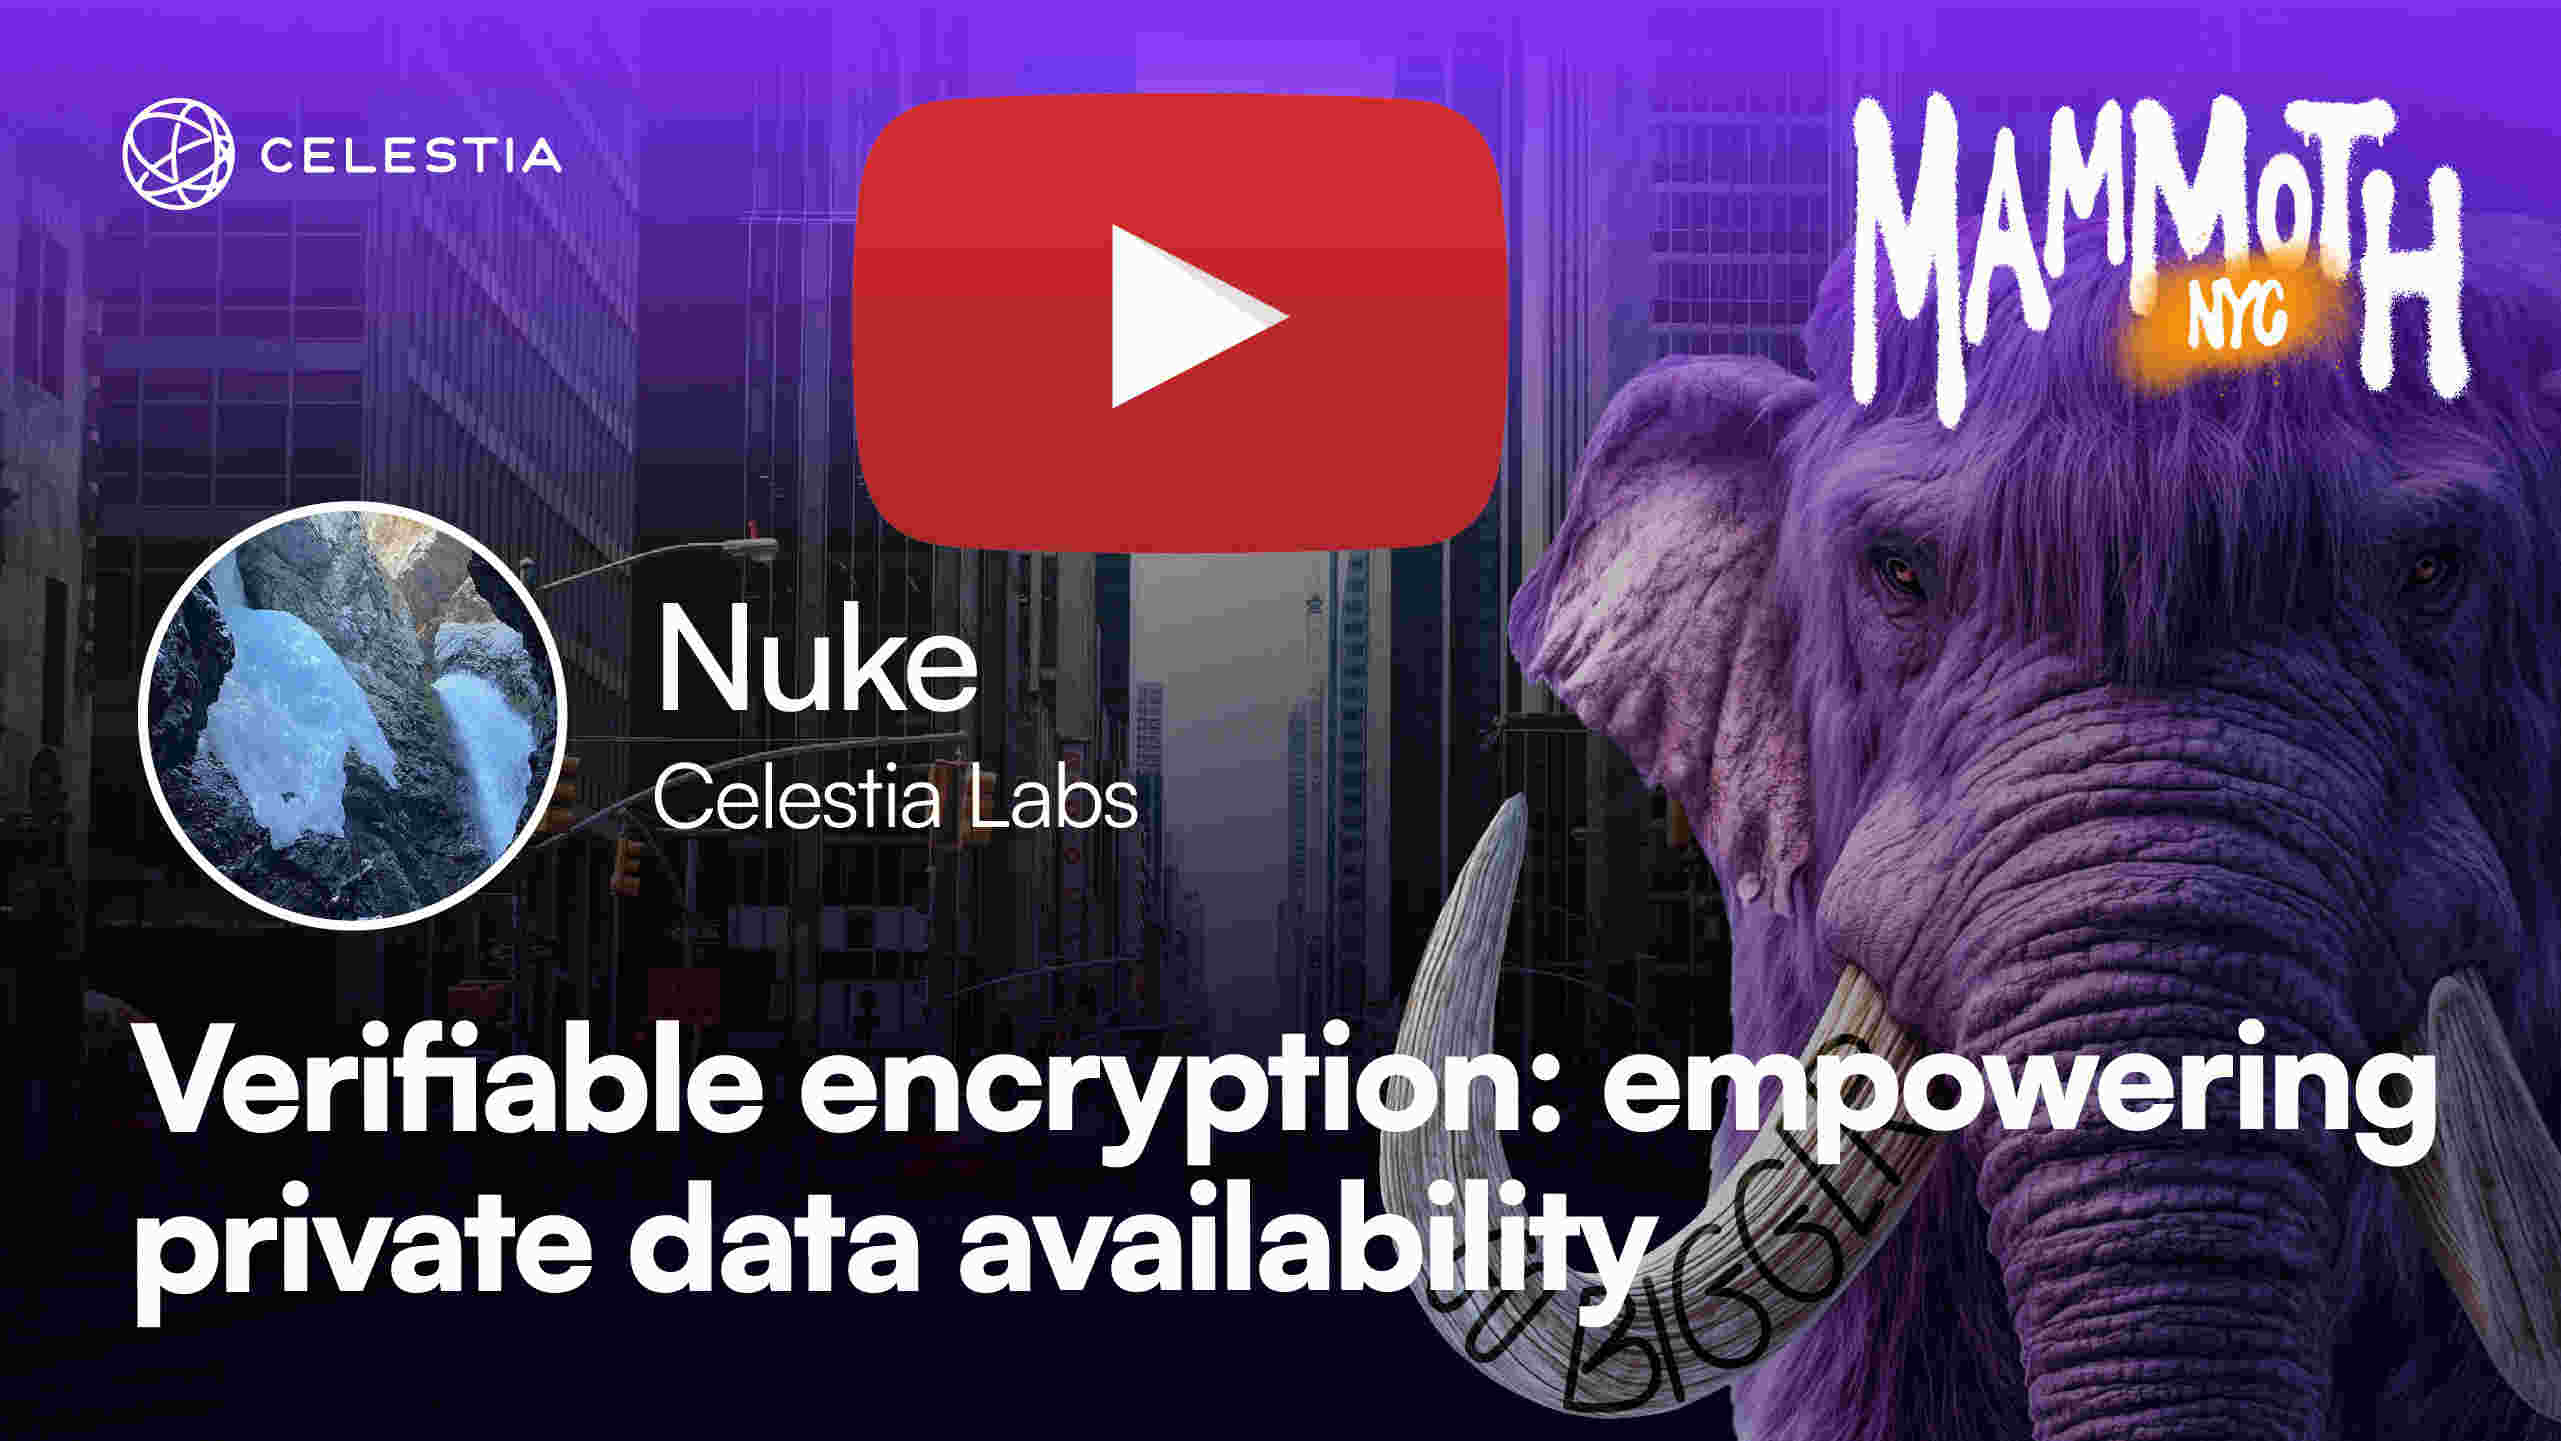 CELESTIA
MAMMOTH
NYC
Nuke
Celestia Labs
Verifiable encryption: empowering
private data availability
BIGGER